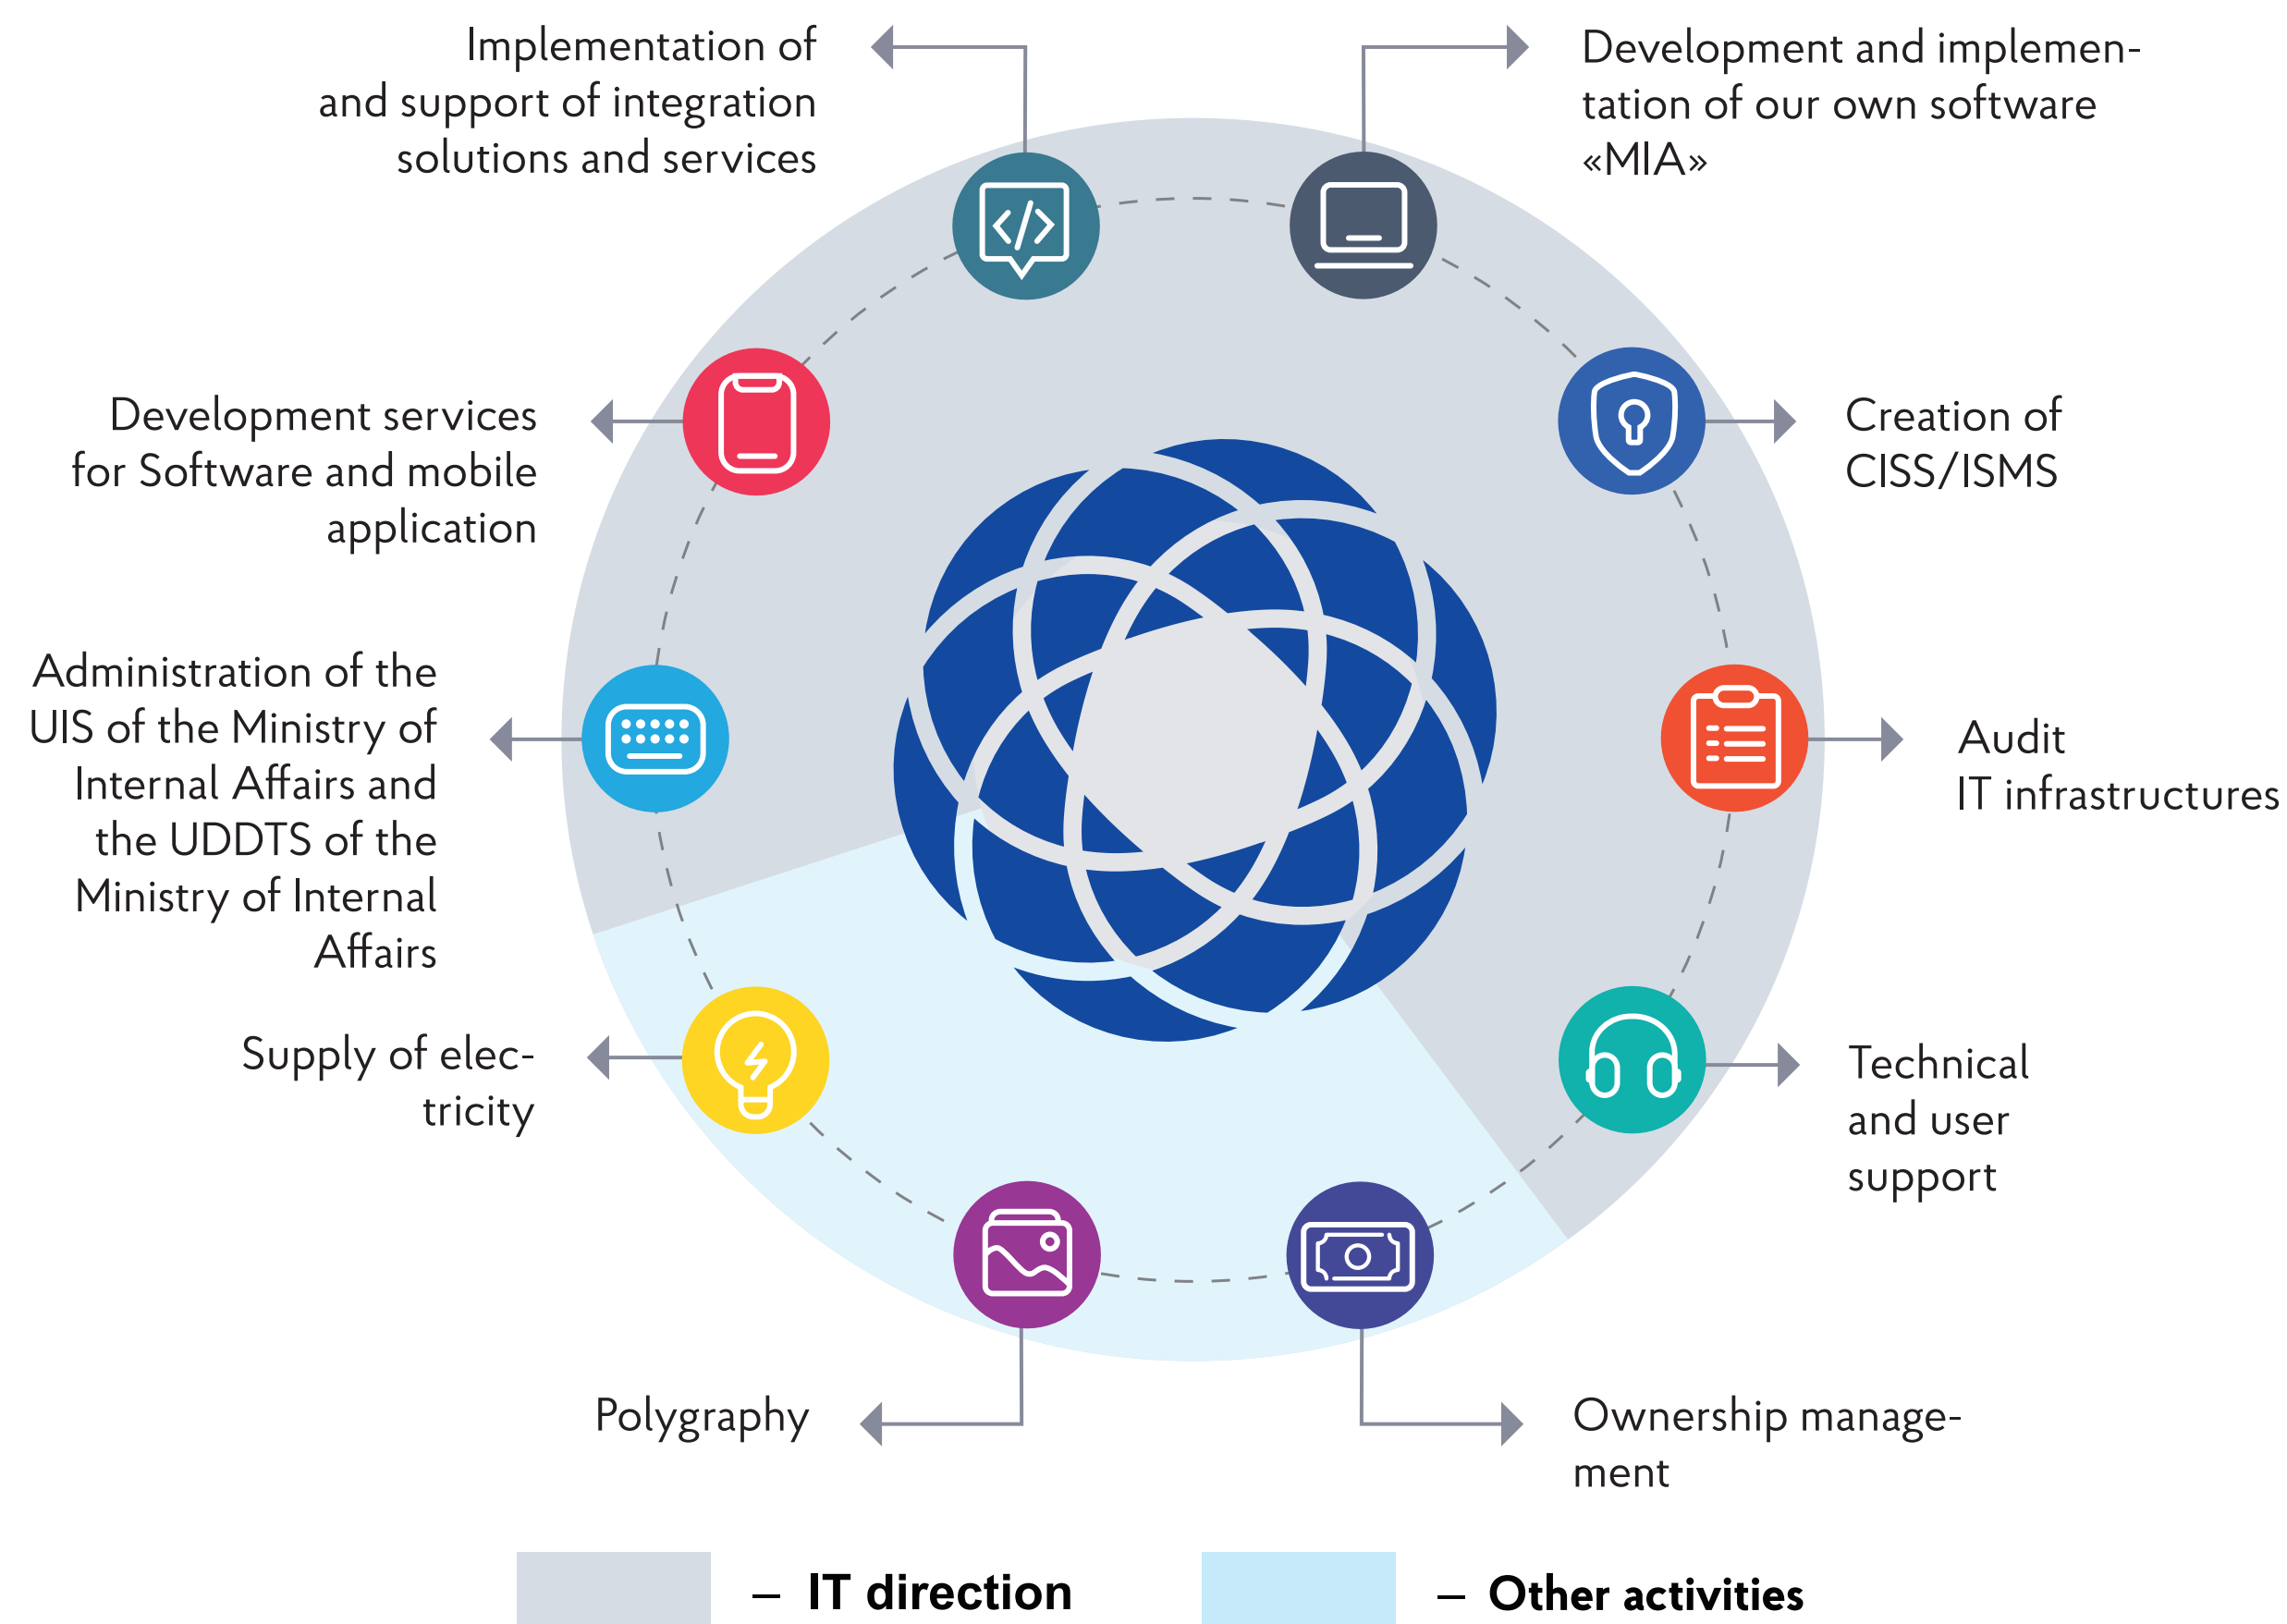 Implementation of
and support of integration
solutions and services
Development and implemen-
tation of our own software
«MIA»
Development services
for Software and mobile
application
Creation of
CISS/ISMS
Administration of the
UIS of the Ministry of
Internal Affairs and
the UDDTS of the
Ministry of Internal
Affairs
Audit
IT infrastructures
Supply of elec-
tricity
Technical
and user
support
Polygraphy
Ownership manage-
ment
– IT direction
– Other activities